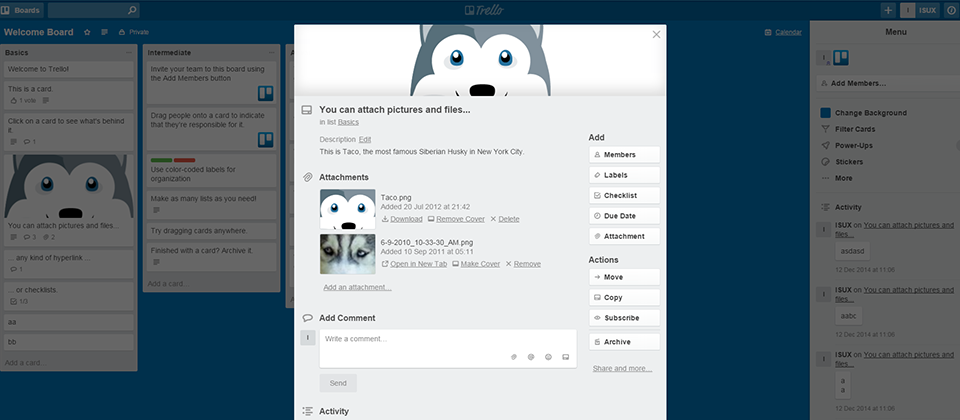 Boards
Trello
I
ISUX
Welcome Board
Private
Calendar
Menu
Basics
Welcome to Trello!
This is a card.
1 vote
Click on a card to see what's behind
it.
1
You can attach pictures and files...
3
2
... any kind of hyperlink ...
1
... or checklists.
1/3
aa
bb
Add a card...
Intermediate
Invite your team to this board using
the Add Members button
Drag people onto a card to indicate
that they're responsible for it.
Use color-coded labels for
organization
Make as many lists as you need!
Try dragging cards anywhere.
Finished with a card? Archive it.
Add a card...
A
You can attach pictures and files...
in list Basics
Description Edit
This is Taco, the most famous Siberian Husky in New York City.
Attachments
Taco.png
Added 20 Jul 2012 at 21:42
Download Remove Cover Delete
6-9-2010_10-33-30_AM.png
Added 10 Sep 2011 at 05:11
Open in New Tab Make Cover Remove
Add an attachment...
Add Comment
I
Write a comment...
Send
Activity
Add
Members
Labels
Checklist
Due Date
Attachment
Actions
Move
Copy
Subscribe
Archive
Share and more...
I
Add Members...
Change Background
Filter Cards
Power-Ups
Stickers
More
Activity
I
ISUX on You can attach pictures and
files...
asdasd
12 Dec 2014 at 11:06
I
ISUX on You can attach pictures and
files...
aabc
12 Dec 2014 at 11:06
I
ISUX on You can attach pictures and
files...
a
a
12 Dec 2014 at 11:06